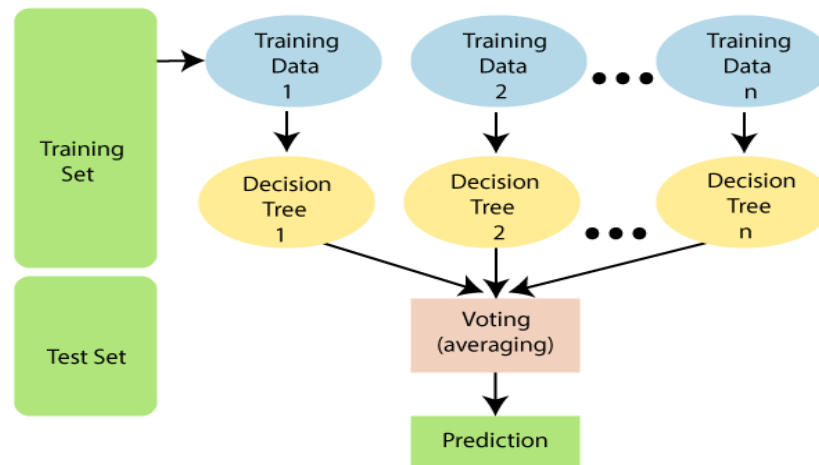 Training
Set
Test Set
Training
Data
1
Training
Data
2
Training
Data
n
Decision
Tree
1
Decision
Tree
2
Decision
Tree
n
Voting
(averaging)
Prediction